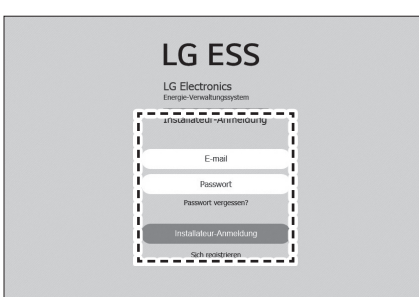 LG ESS
LG Electronics
Energie-Verwaltungssystem
Installateur-Anmeldung
E-mail
Passwort
Passwort vergessen?
Installateur-Anmeldung
Sich registrieren